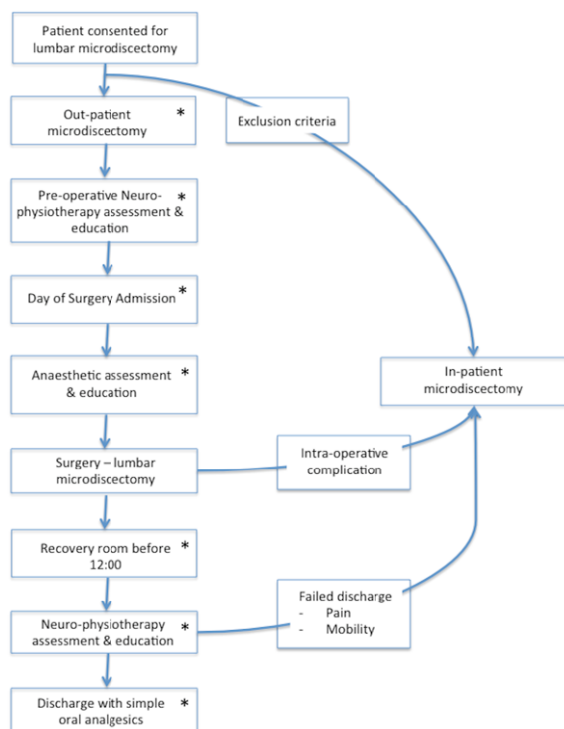 Patient consented for
lumbar microdiscectomy
Out-patient *
microdiscectomy
Exclusion criteria
Pre-operative Neuro- *
physiotherapy assessment &
education
Day of Surgery Admission *
Anaesthetic assessment *
& education
In-patient
microdiscectomy
Surgery – lumbar
microdiscectomy
Intra-operative
complication
Recovery room before *
12:00
Failed discharge
- Pain
- Mobility
Neuro-physiotherapy *
assessment & education
Discharge with simple *
oral analgesics